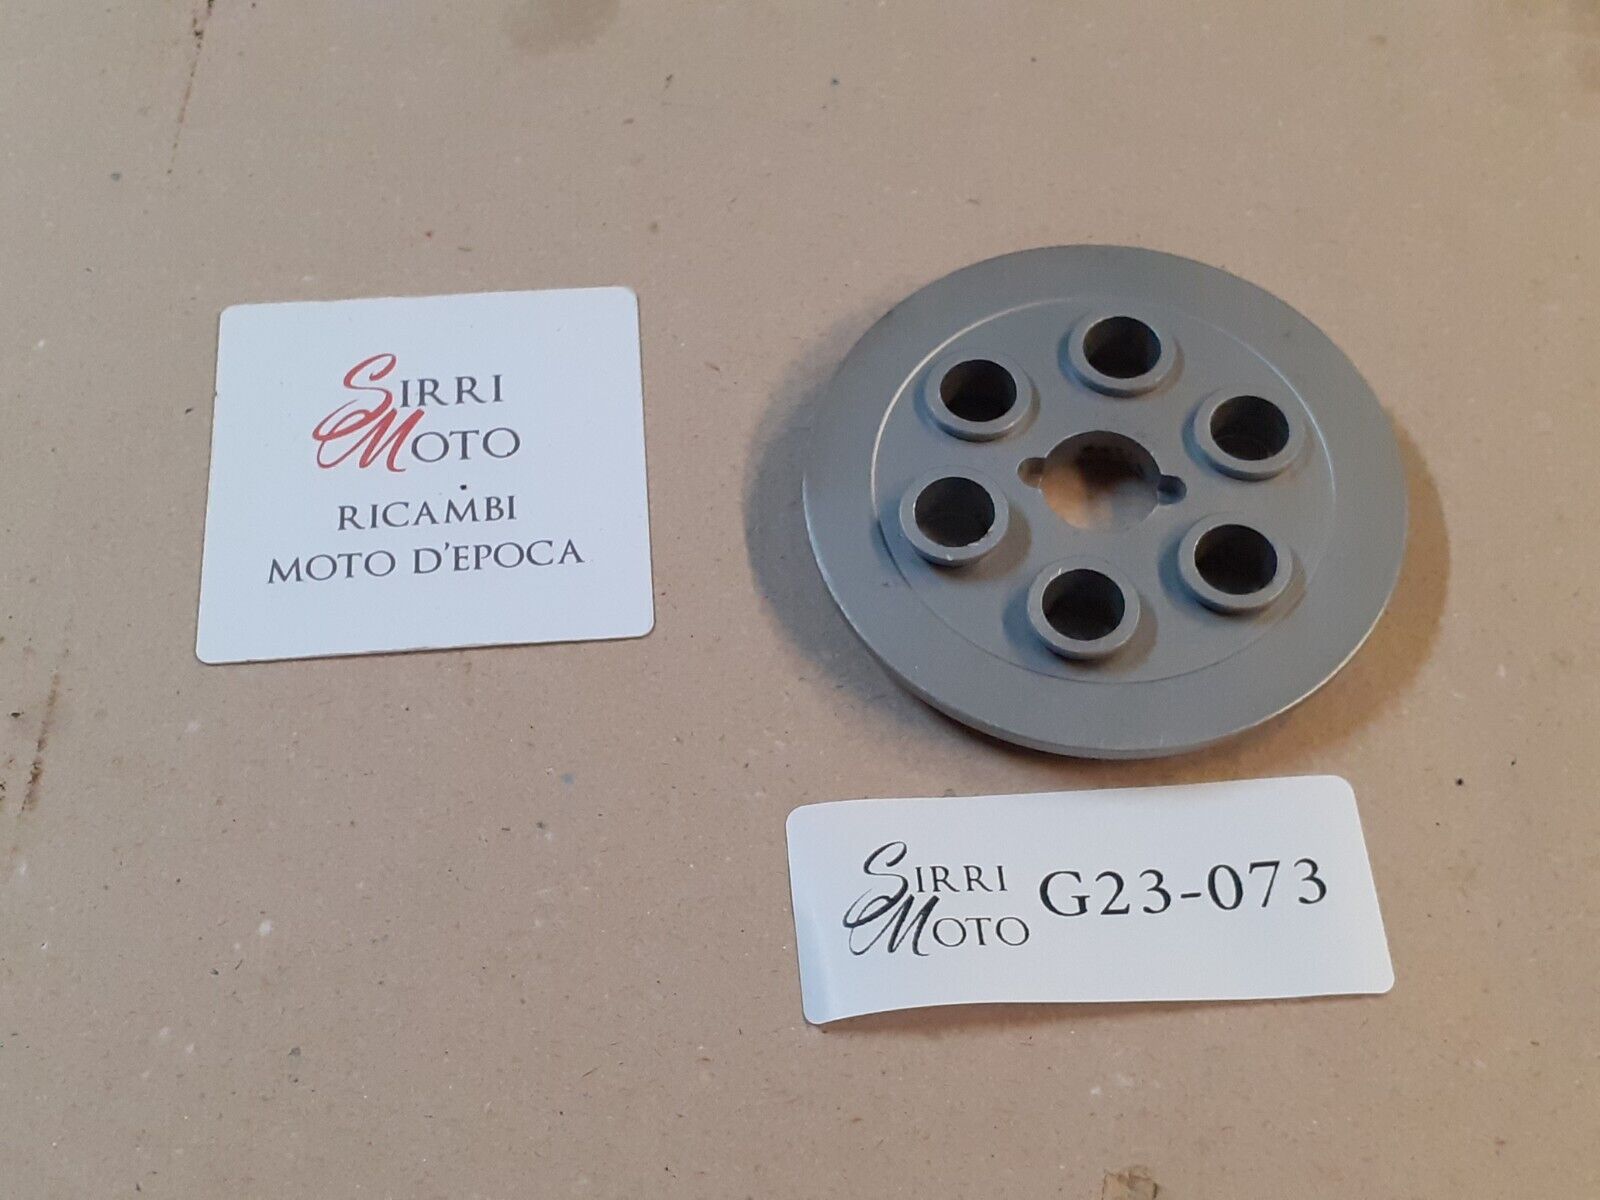 SIRRI
MOTO
RICAMBI
MOTO D'EPOCA
SIRRI
MOTO
G23-073